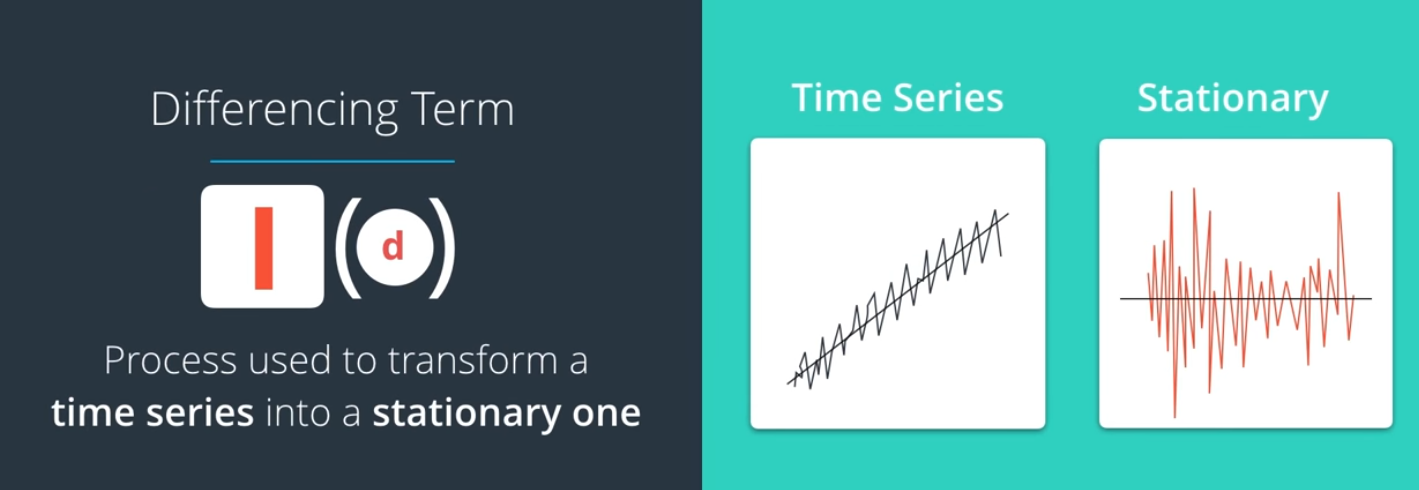 Differencing Term
I(d)
Process used to transform a
time series into a stationary one
Time Series
Stationary